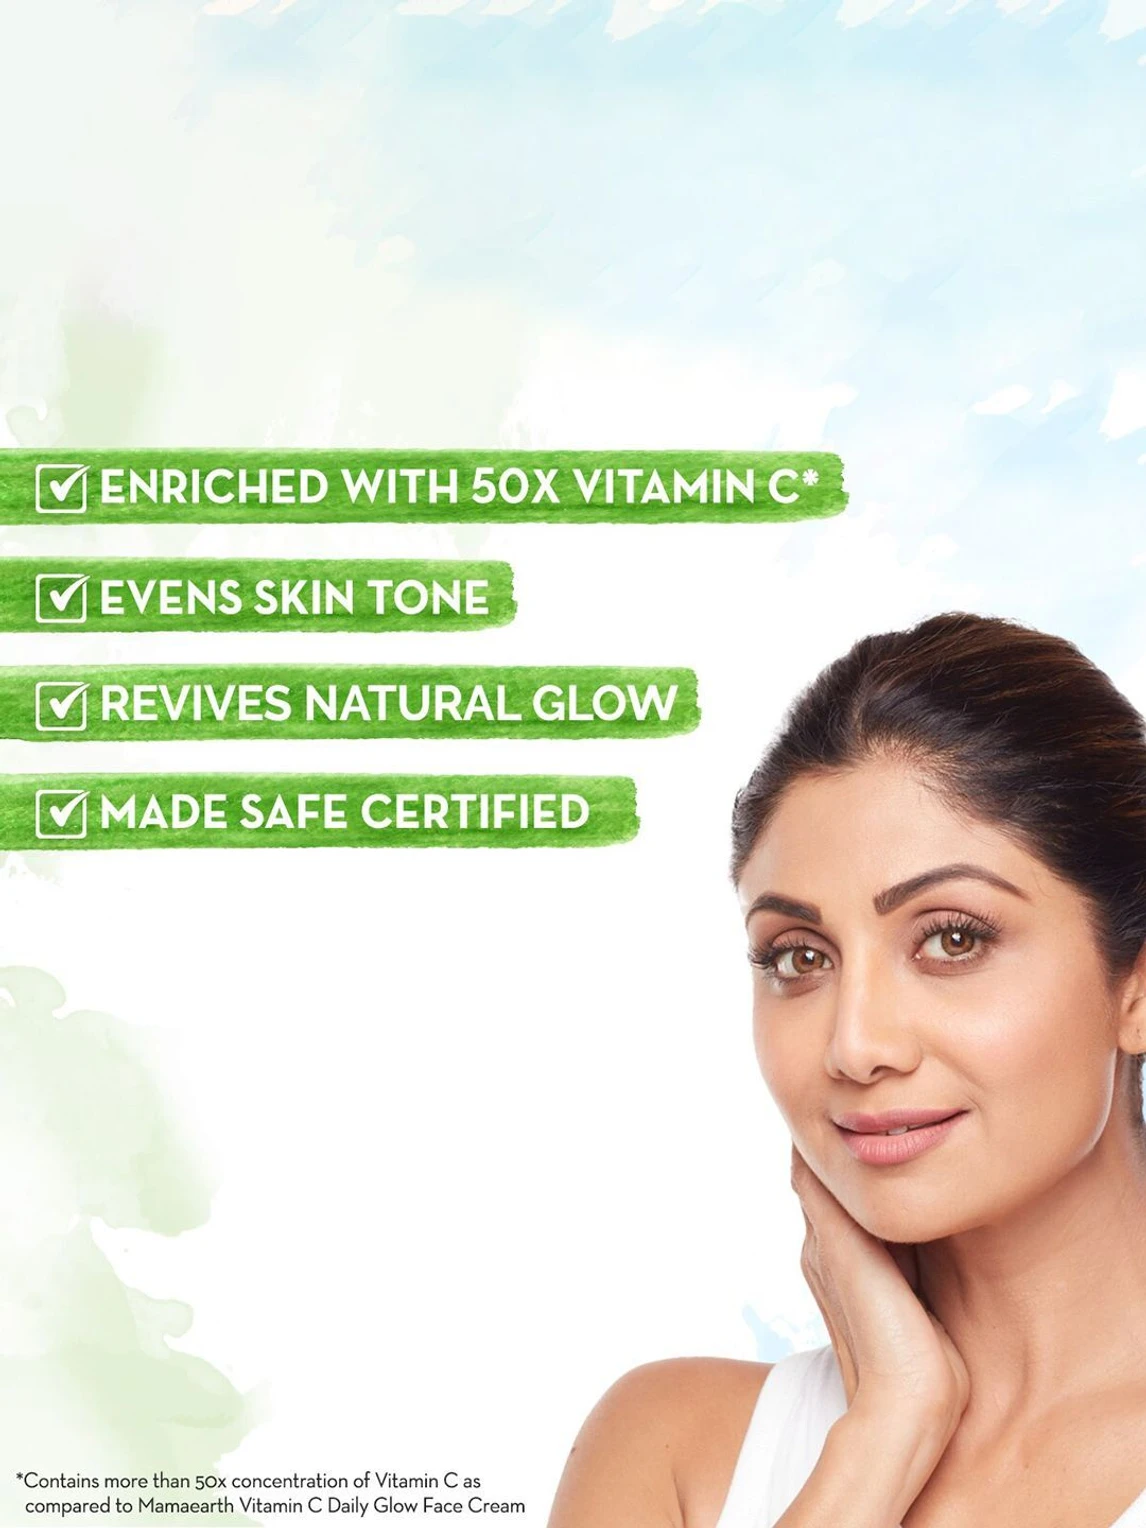 ENRICHED WITH 50X VITAMIN C*
EVENS SKIN TONE
REVIVES NATURAL GLOW
MADE SAFE CERTIFIED
*Contains more than 50x concentration of Vitamin C as
compared to Mamaearth Vitamin C Daily Glow Face Cream